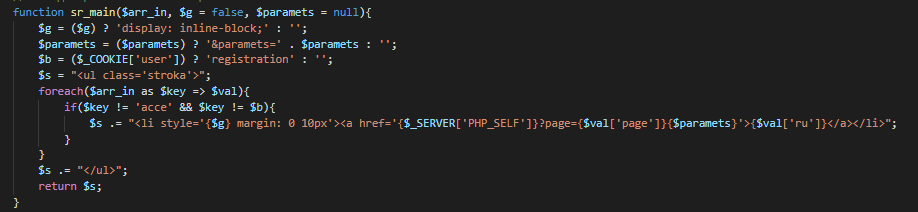 function sr_main($arr_in, $g = false, $paramets = null){
$g = ($g) ? 'display: inline-block;' : '';
$paramets = ($paramets) ? '&paramets=' . $paramets : '';
$b = ($_COOKIE['user']) ? 'registration' : '';
$s = "<ul class='stroka'>";
foreach($arr_in as $key => $val){
if($key != 'acce' && $key != $b){
$s .= "<li style='{$g} margin: 0 10px'><a href='{$_SERVER['PHP_SELF']}?page={$val['page']}{$paramets}'>{$val['ru']}</a></li>";
}
}
$s .= "</ul>";
return $s;
}